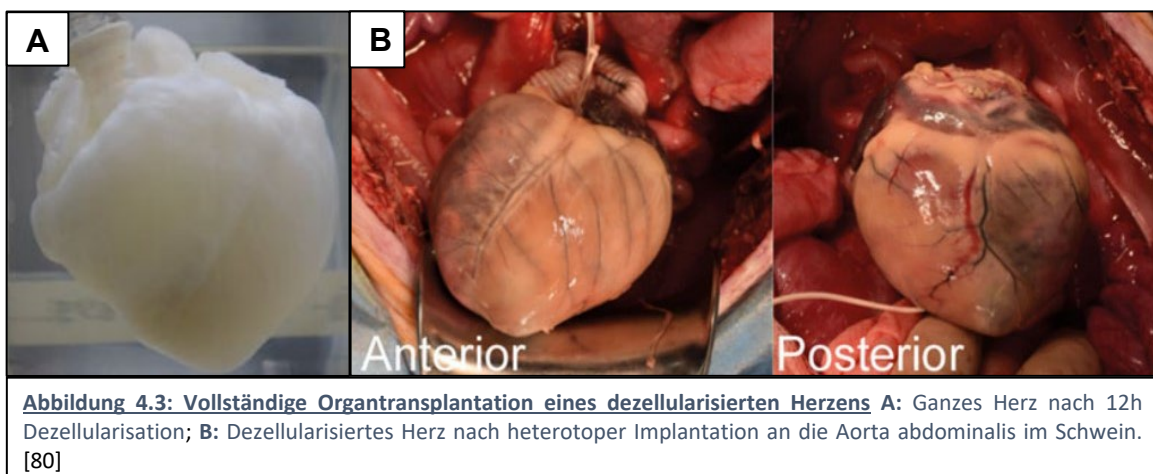 A
B
Anterior
Posterior
Abbildung 4.3: Vollständige Organtransplantation eines dezellularisierten Herzens A: Ganzes Herz nach 12h
Dezellularisation; B: Dezellularisiertes Herz nach heterotoper Implantation an die Aorta abdominalis im Schwein.
[80]